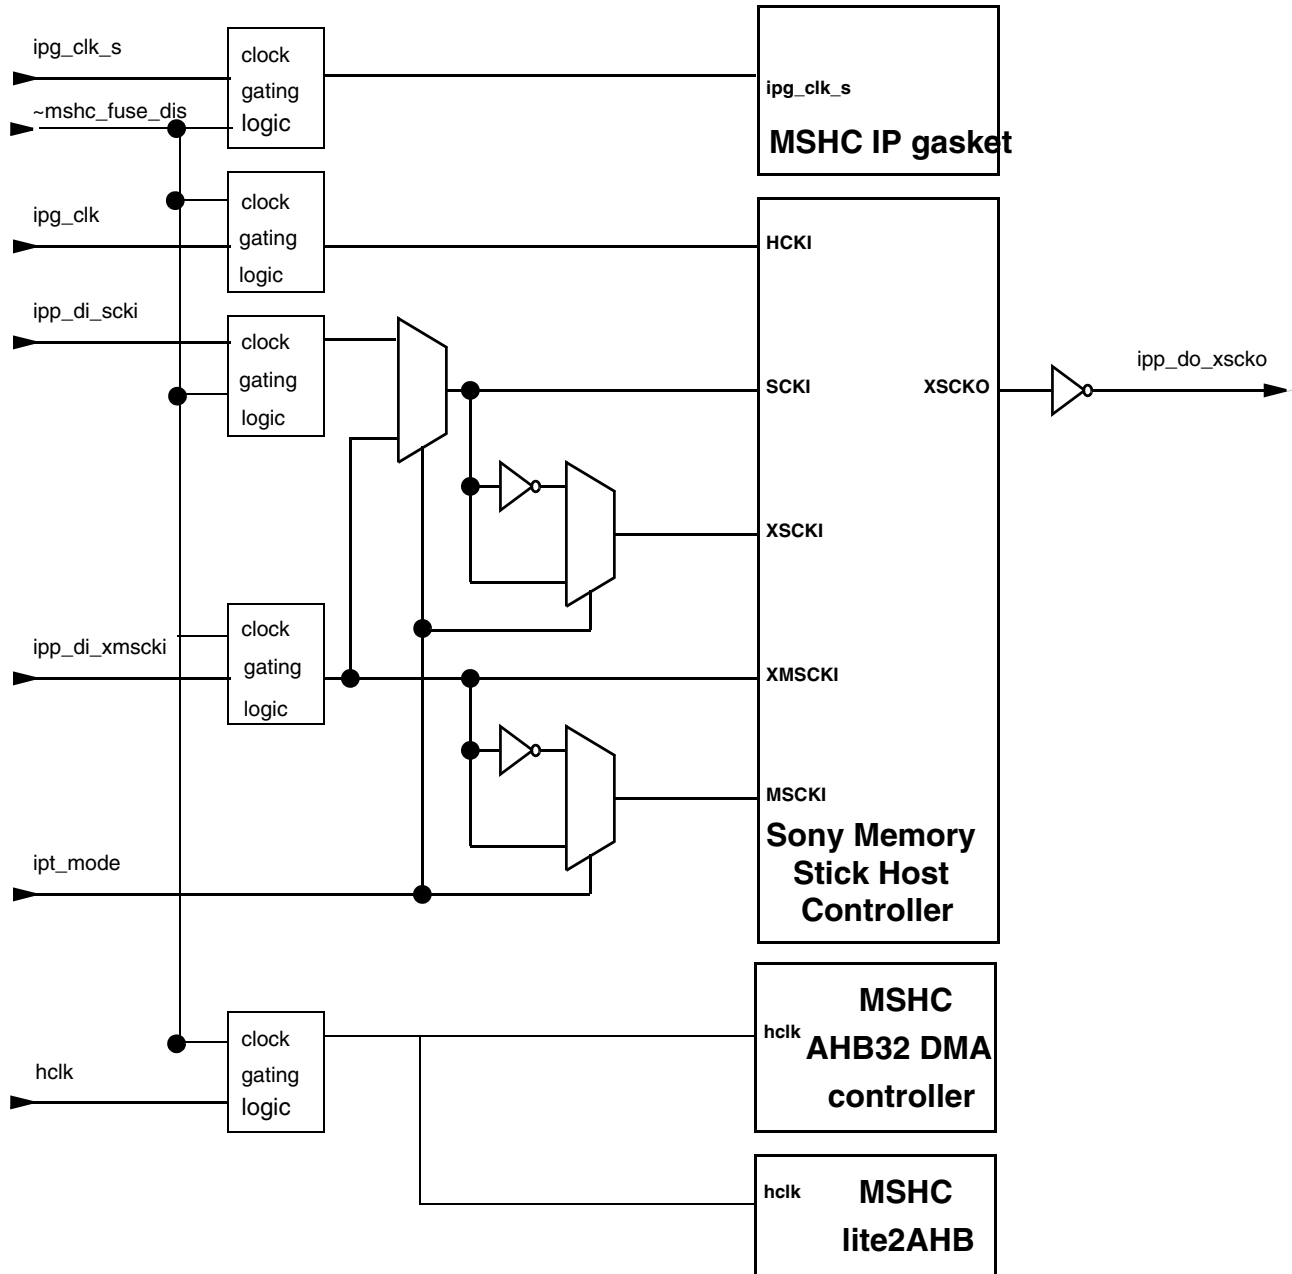 ipg_clk_s
~mshc_fuse_dis
clock
gating
logic
ipg_clk_s
MSHC IP gasket
ipg_clk
clock
gating
logic
HCKI
ipp_di_scki
clock
gating
logic
SCKI
XSCKO
ipp_do_xscko
XSCKI
ipp_di_xmscki
clock
gating
logic
XMSCKI
MSCKI
Sony Memory
Stick Host
Controller
ipt_mode
hclk
clock
gating
logic
hclk
MSHC
AHB32 DMA
controller
hclk
MSHC
lite2AHB